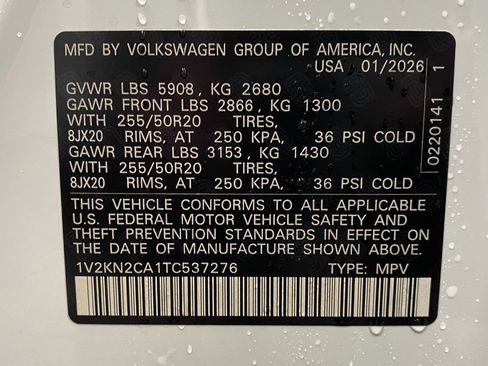 MFD BY VOLKSWAGEN GROUP OF AMERICA, INC.
USA 01/2026
GVWR LBS 5908, KG 2680
GAWR FRONT LBS 2866, KG 1300
WITH 255/50R20 TIRES,
8JX20 RIMS, AT 250 KPA, 36 PSI COLD
GAWR REAR LBS 3153, KG 1430
WITH 255/50R20 TIRES,
8JX20 RIMS, AT 250 KPA, 36 PSI COLD
THIS VEHICLE CONFORMS TO ALL APPLICABLE
U.S. FEDERAL MOTOR VEHICLE SAFETY AND
THEFT PREVENTION STANDARDS IN EFFECT ON
THE DATE OF MANUFACTURE SHOWN ABOVE.
1V2KN2CA1TC537276 TYPE: MPV
0220141 1